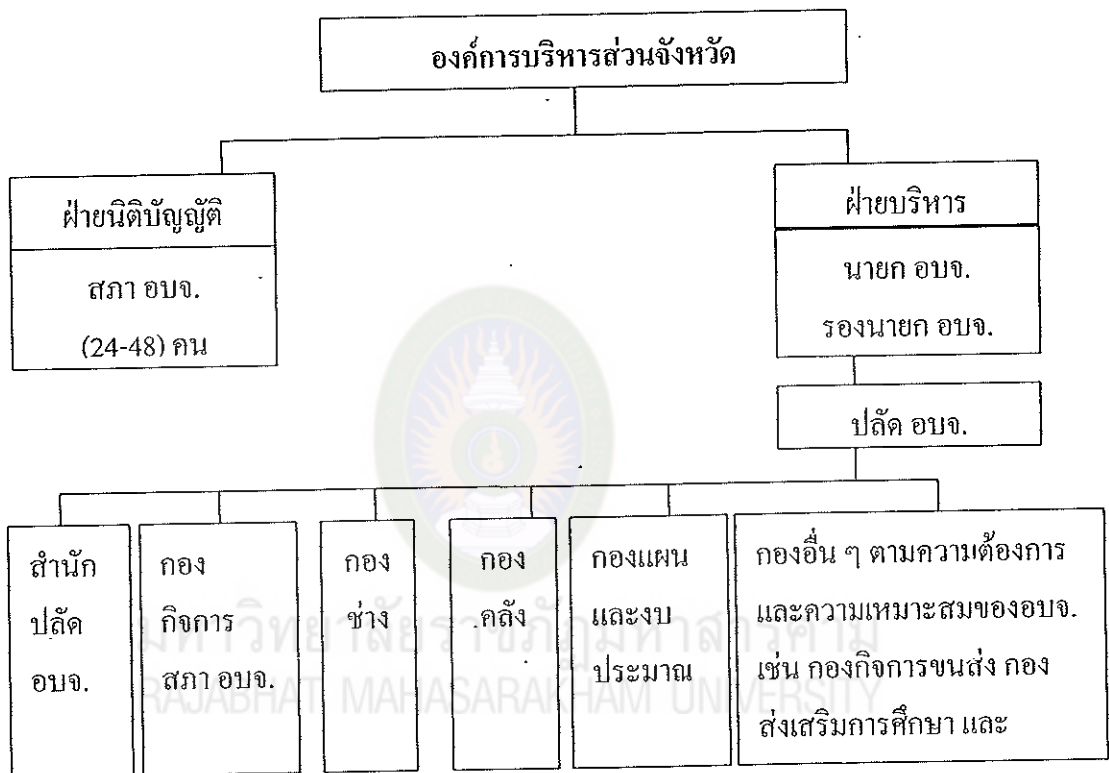 องค์การบริหารส่วนจังหวัด
ฝ่ายนิติบัญญัติ
สภา อบจ.
(24-48) คน
ฝ่ายบริหาร
นายก อบจ.
รองนายก อบจ.
ปลัด อบจ.
สำนัก
ปลัด
อบจ.
กอง
กิจการ
สภา อบจ.
กอง
ช่าง
กอง
คลัง
กองแผน
และงบ
ประมาณ
กองอื่น ๆ ตามความต้องการ
และความเหมาะสมของอบจ.
เช่น กองกิจการขนส่ง กอง
ส่งเสริมการศึกษา และ
มหาวิทยาลัยราชภัฏมหาสารคาม
RAJABHAT MAHASARAKHAM UNIVERSITY